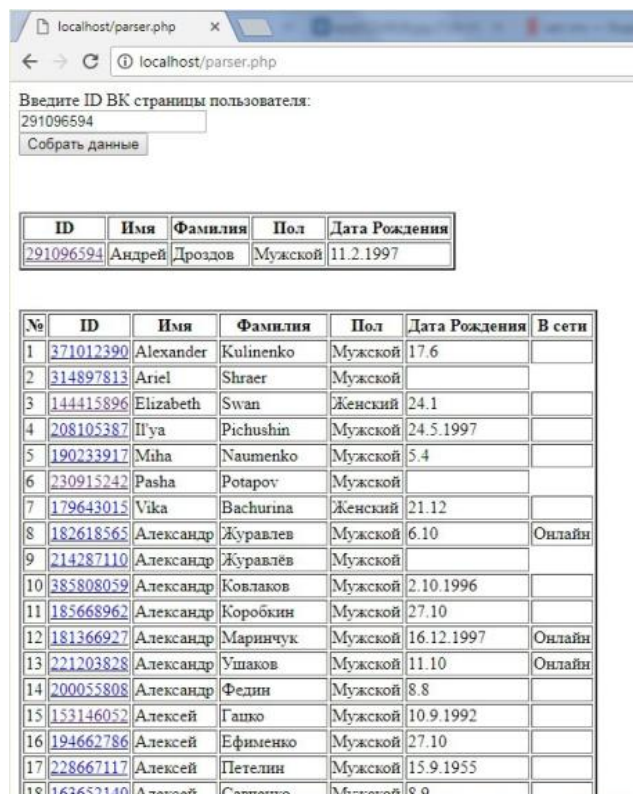 localhost/parser.php
localhost/parser.php
Введите ID ВК страницы пользователя:
291096594
Собрать данные
ID Имя Фамилия Пол Дата Рождения
291096594 Андрей Дроздов Мужской 11.2.1997
№ ID Имя Фамилия Пол Дата Рождения В сети
1 371012390 Alexander Kulinenko Мужской 17.6
2 314897813 Ariel Shraer Мужской
3 144415896 Elizabeth Swan Женский 24.1
4 208105387 Il'ya Pichushin Мужской 24.5.1997
5 190233917 Miha Naumenko Мужской 5.4
6 230915242 Pasha Potapov Мужской
7 179643015 Vika Bachurina Женский 21.12
8 182618565 Александр Журавлев Мужской 6.10 Онлайн
9 214287110 Александр Журавлёв Мужской
10 385808059 Александр Ковлаков Мужской 2.10.1996
11 185668962 Александр Коробкин Мужской 27.10
12 181366927 Александр Маринчук Мужской 16.12.1997 Онлайн
13 221203828 Александр Ушаков Мужской 11.10 Онлайн
14 200055808 Александр Федин Мужской 8.8
15 153146052 Алексей Гацко Мужской 10.9.1992
16 194662786 Алексей Ефименко Мужской 27.10
17 228667117 Алексей Петелин Мужской 15.9.1955
18 163652140 Алексей Мужской 8.9